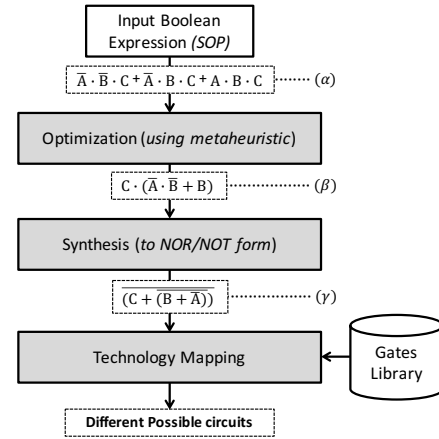 Input Boolean
Expression (SOP)
A̅ · B̅ · C + A̅ · B · C + A · B · C ........ (α)
Optimization (using metaheuristic)
C · (A̅ · B̅ + B) ........ (β)
Synthesis (to NOR/NOT form)
(̅C̅ ̅+̅ ̅(̅B̅ ̅+̅ ̅A̅)̅)̅ ........ (γ)
Technology Mapping
Gates
Library
Different Possible circuits